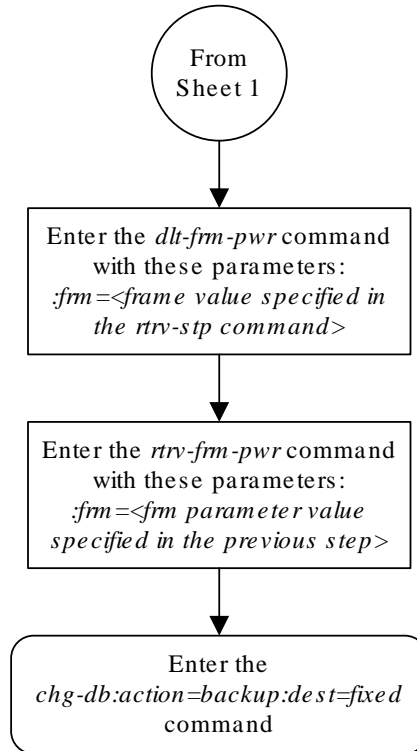 From
Sheet 1
Enter the dlt-frm-pwr command
with these parameters:
:frm=<frame value specified in
the rtrv-stp command>
Enter the rtrv-frm-pwr command
with these parameters:
:frm=<frm parameter value
specified in the previous step>
Enter the
chg-db:action=backup:dest=fixed
command